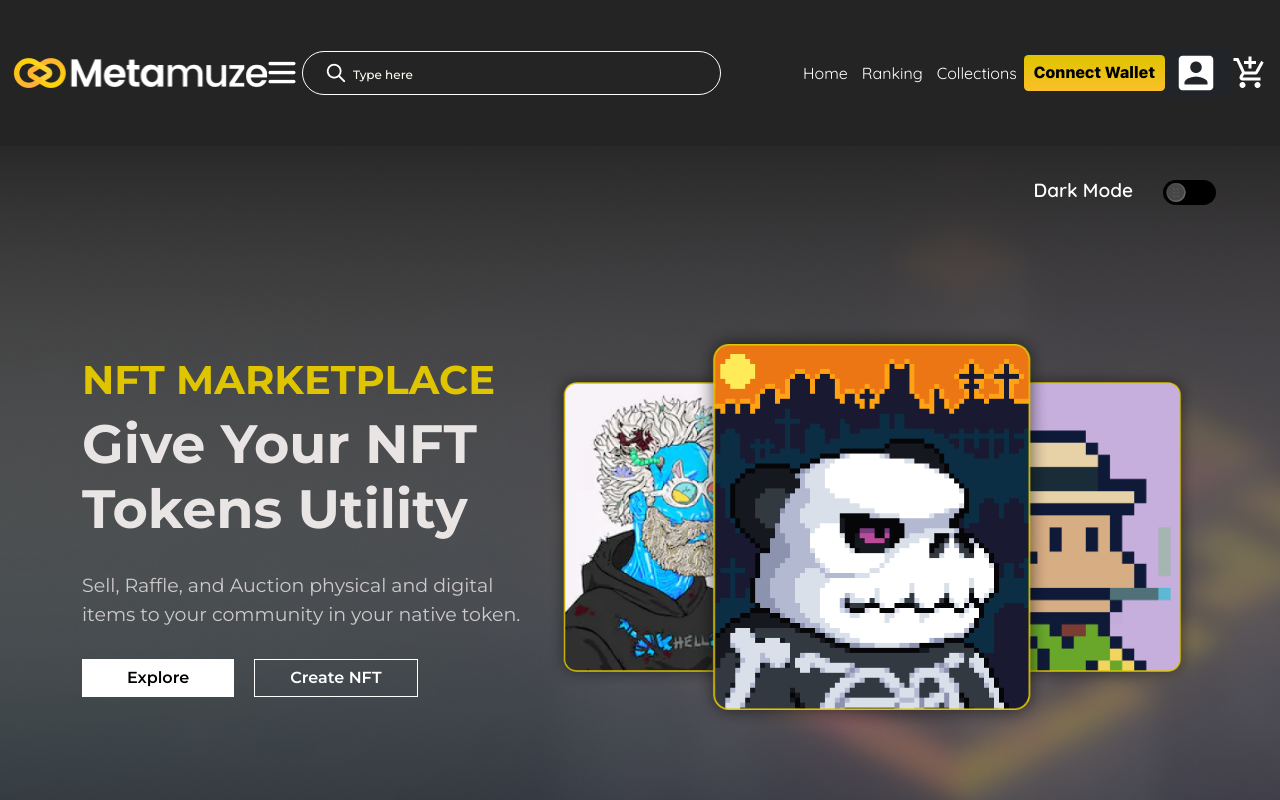 Metamuze
Type here
Home Ranking Collections Connect Wallet
Dark Mode
NFT MARKETPLACE
Give Your NFT
Tokens Utility
Sell, Raffle, and Auction physical and digital
items to your community in your native token.
Explore Create NFT